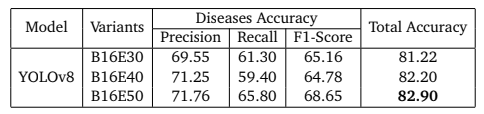 Model Variants Diseases Accuracy Total Accuracy
Precision Recall F1-Score
YOLOv8 B16E30 69.55 61.30 65.16 81.22
B16E40 71.25 59.40 64.78 82.20
B16E50 71.76 65.80 68.65 82.90